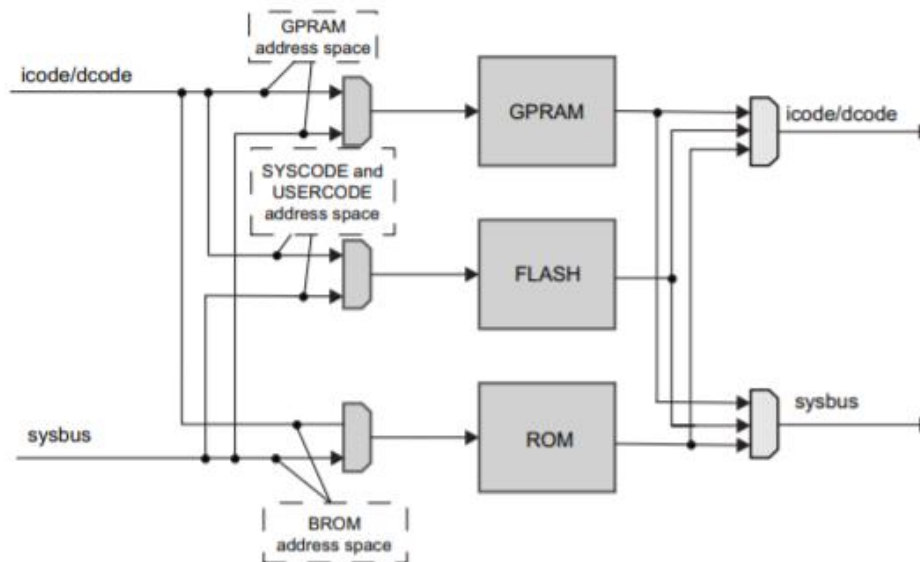 GPRAM
address space
icode/dcode
GPRAM
icode/dcode
SYSCODE and
USERCODE
address space
FLASH
sysbus
sysbus
ROM
BROM
address space